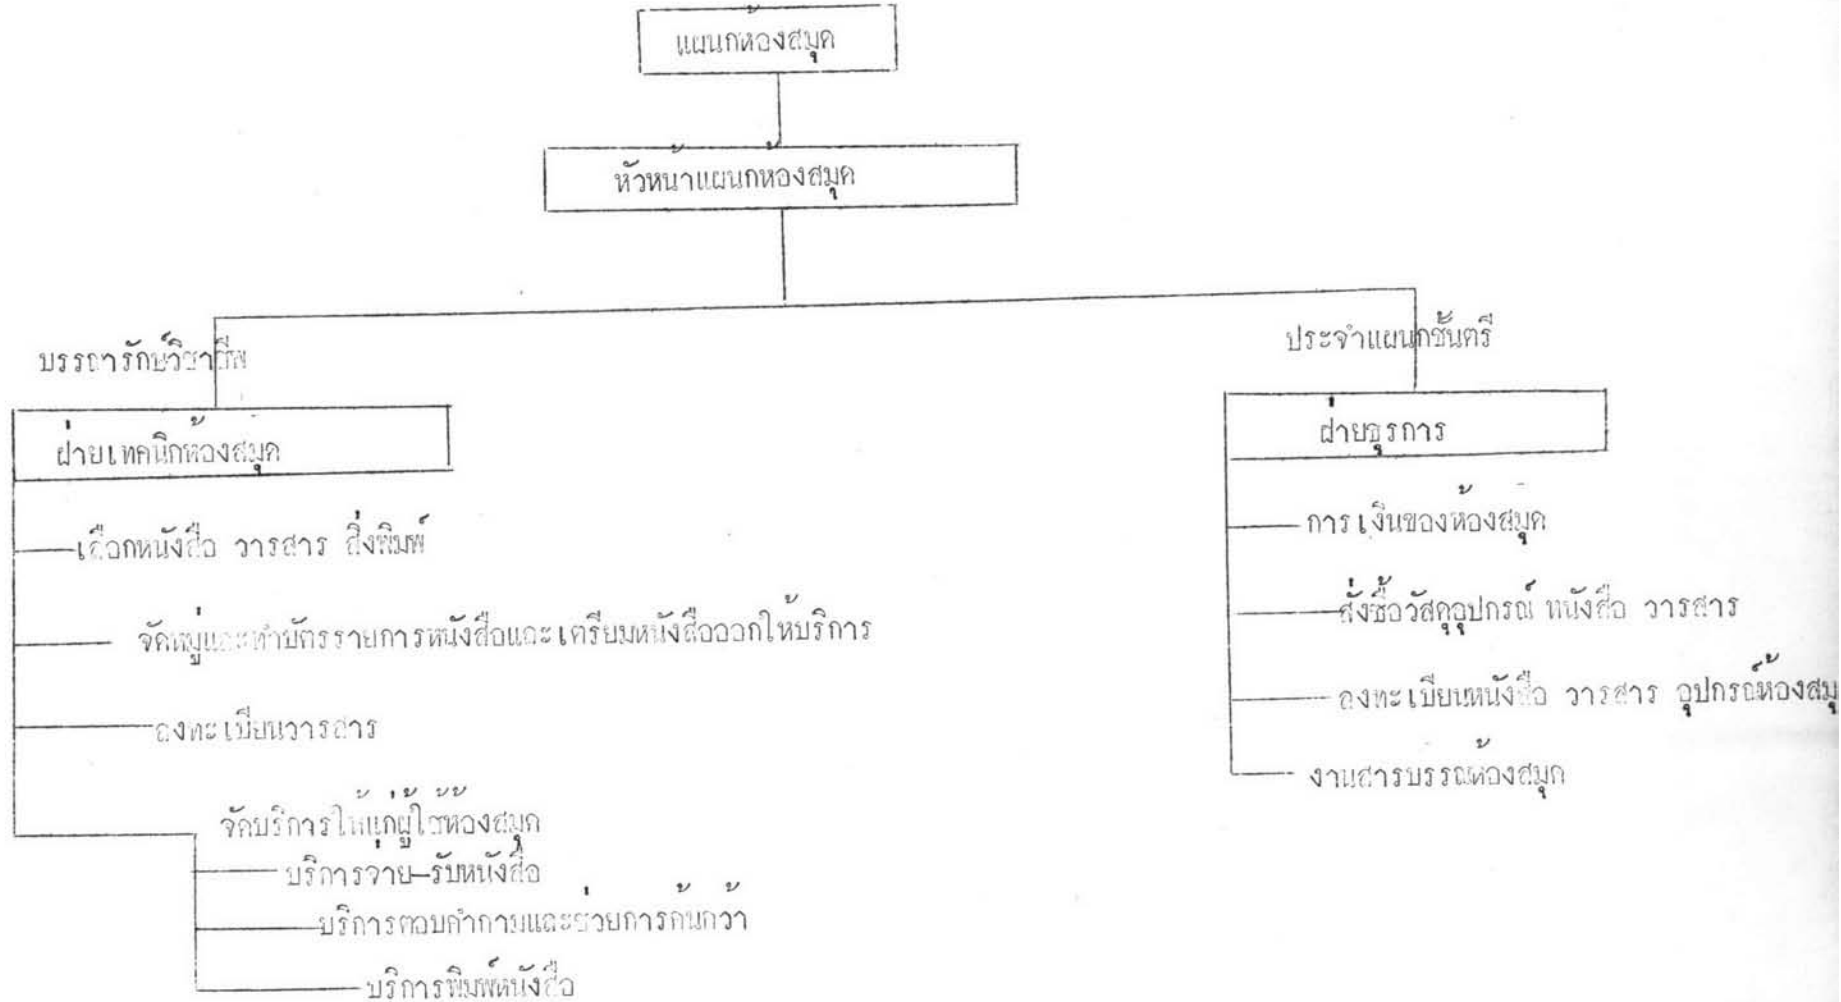 แผนกห้องสมุด
หัวหน้าแผนกห้องสมุด
บรรณารักษ์วิชาชีพ
ฝ่ายเทคนิกห้องสมุด
เลือกหนังสือ วารสาร สิ่งพิมพ์
จัดหมู่และทำบัตรรายการหนังสือและเตรียมหนังสือออกให้บริการ
ลงทะเบียนวารสาร
จัดบริการให้แก่ผู้ใช้ห้องสมุด
บริการจ่าย-รับหนังสือ
บริการตอบคำถามและช่วยการค้นคว้า
บริการพิมพ์หนังสือ
ประจำแผนกชั้นตรี
ฝ่ายธุรการ
การเงินของห้องสมุด
สั่งซื้อวัสดุอุปกรณ์ หนังสือ วารสาร
ลงทะเบียนหนังสือ วารสาร อุปกรณ์ห้องสมุ
งานสารบรรณห้องสมุด